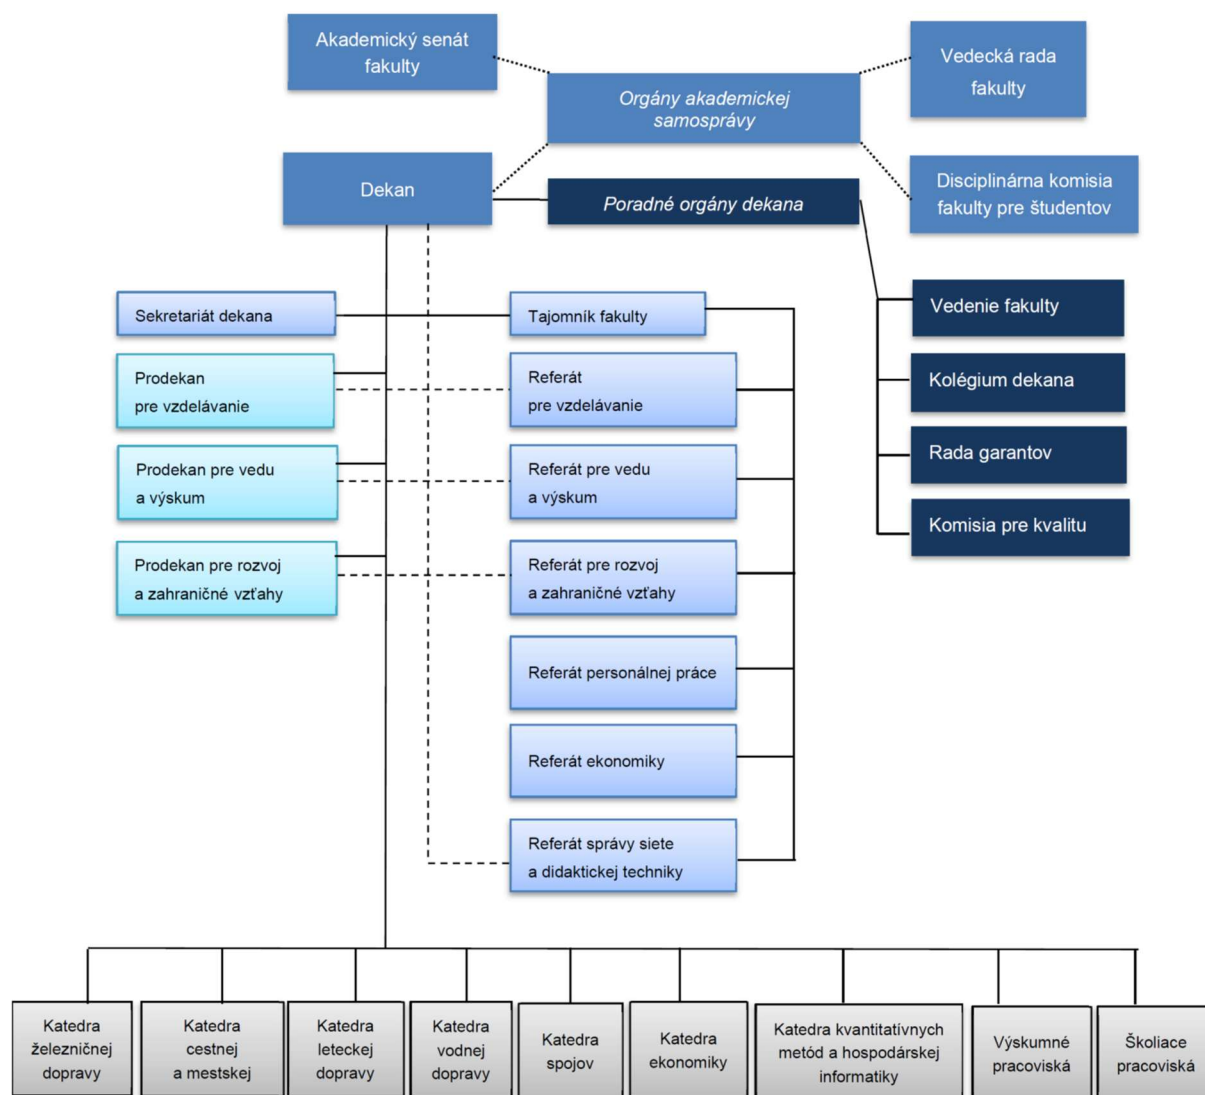 Akademický senát
fakulty
Vedecká rada
fakulty
Orgány akademickej
samosprávy
Dekan
Poradné orgány dekana
Disciplinárna komisia
fakulty pre študentov
Sekretariát dekana
Tajomník fakulty
Vedenie fakulty
Prodekan
pre vzdelávanie
Referát
pre vzdelávanie
Kolégium dekana
Prodekan pre vedu
a výskum
Referát pre vedu
a výskum
Rada garantov
Komisia pre kvalitu
Prodekan pre rozvoj
a zahraničné vzťahy
Referát pre rozvoj
a zahraničné vzťahy
Referát personálnej práce
Referát ekonomiky
Referát správy siete
a didaktickej techniky
Katedra
železničnej
dopravy
Katedra
cestnej
a mestskej
Katedra
leteckej
dopravy
Katedra
vodnej
dopravy
Katedra
spojov
Katedra
ekonomiky
Katedra kvantitatívnych
metód a hospodárskej
informatiky
Výskumné
pracoviská
Školiace
pracoviská